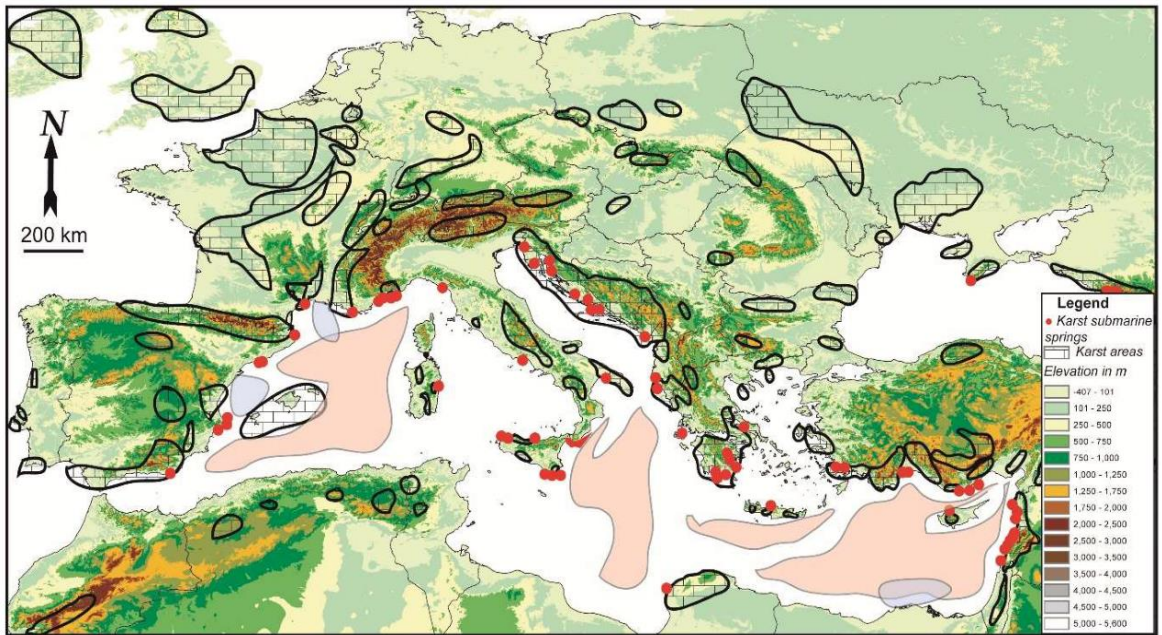 N
200 km
Legend
Karst submarine
springs
Karst areas
Elevation in m
-407 - 101
101 - 250
250 - 500
500 - 750
750 - 1,000
1,000 - 1,250
1,250 - 1,750
1,750 - 2,000
2,000 - 2,500
2,500 - 3,000
3,000 - 3,500
3,500 - 4,000
4,000 - 4,500
4,500 - 5,000
5,000 - 5,600